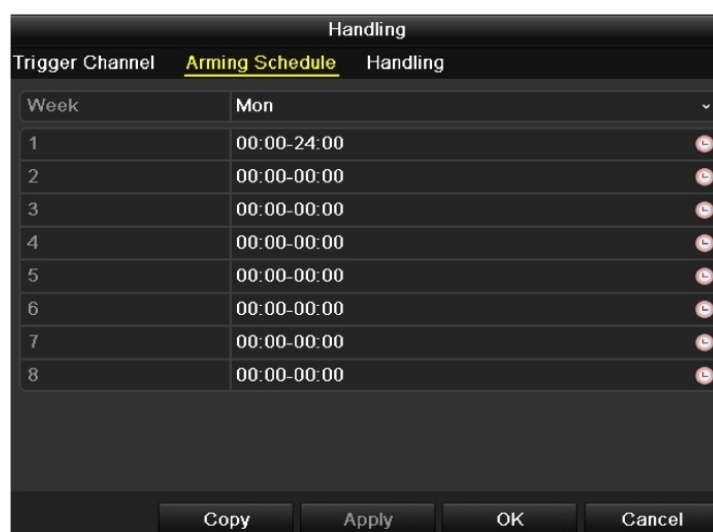 Handling
Trigger Channel Arming Schedule Handling
Week Mon
1 00:00-24:00
2 00:00-00:00
3 00:00-00:00
4 00:00-00:00
5 00:00-00:00
6 00:00-00:00
7 00:00-00:00
8 00:00-00:00
Copy Apply OK Cancel